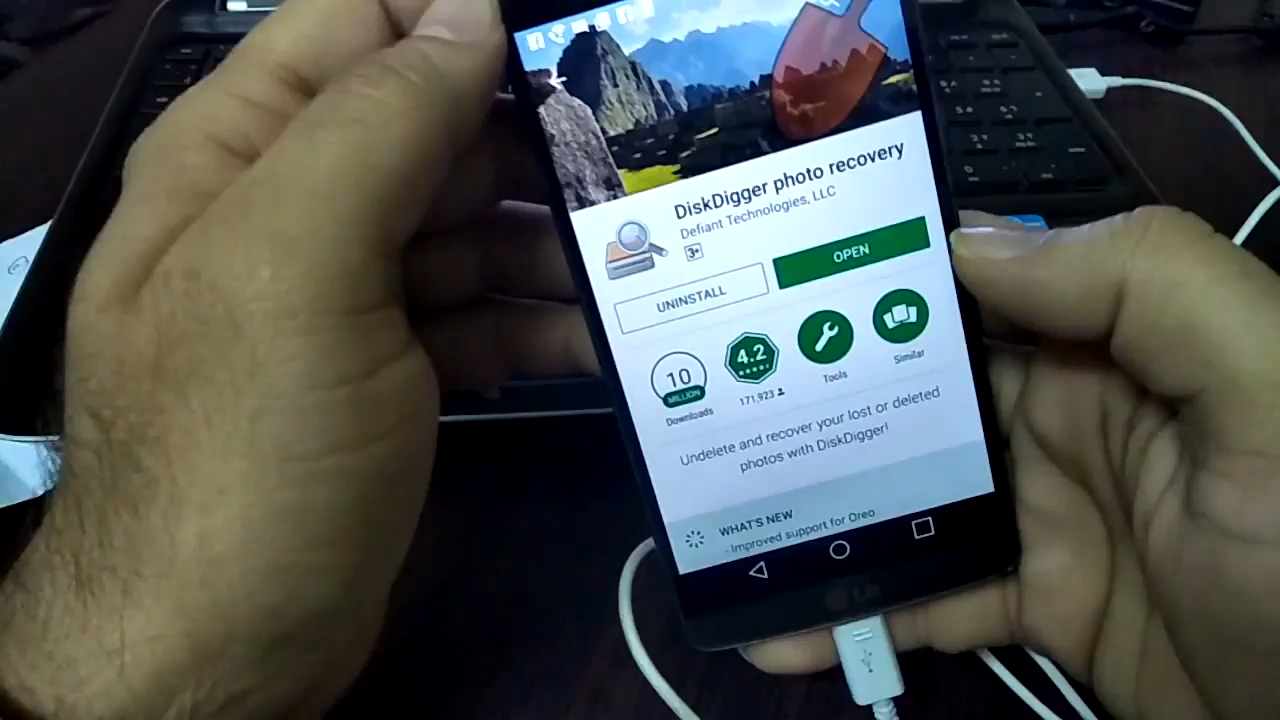 DiskDigger photo recovery
Defiant Technologies, LLC
3+
UNINSTALL
OPEN
10
MILLION
Downloads
4.2
171,923
Tools
Similar
Undelete and recover your lost or deleted
photos with DiskDigger!
WHAT'S NEW
- Improved support for Oreo
LG